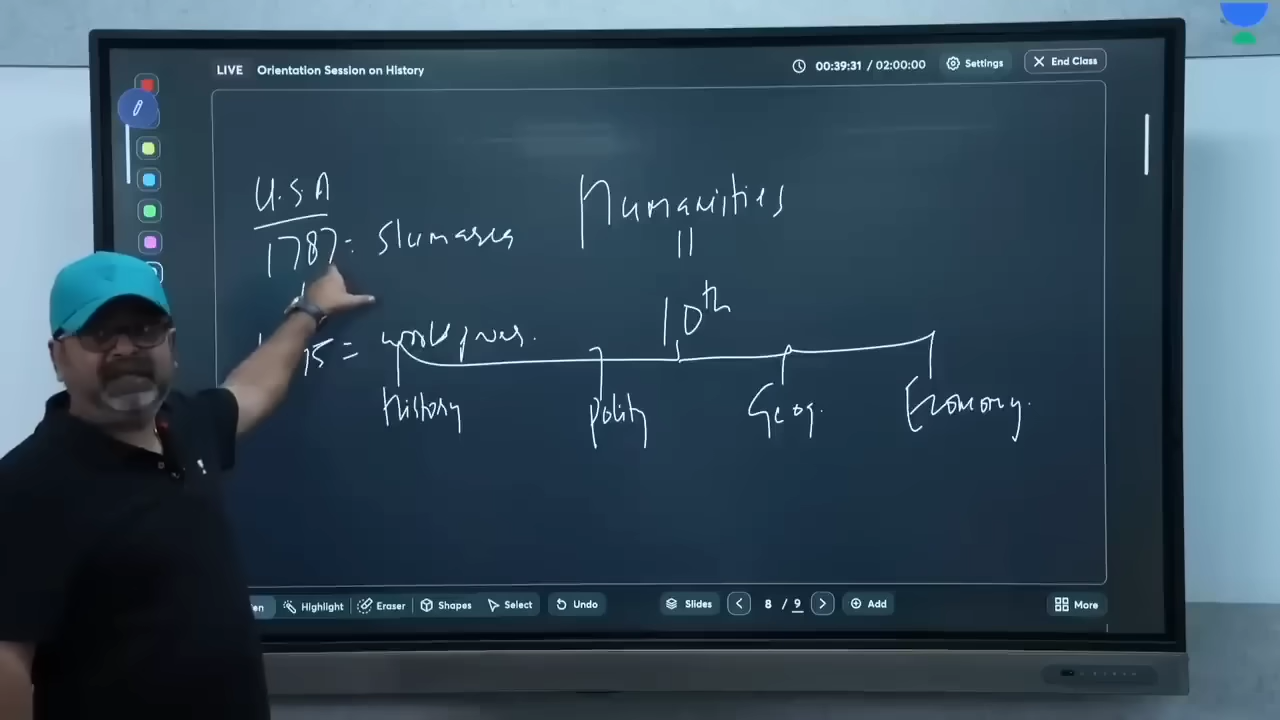 LIVE Orientation Session on History
00:39:31 / 02:00:00 Settings End Class
U.S.A
1787 = Slumarea
Humanities
10th
History Polity Geog. Economy.
Highlight Eraser Shapes Select Undo Slides 8 / 9 Add More